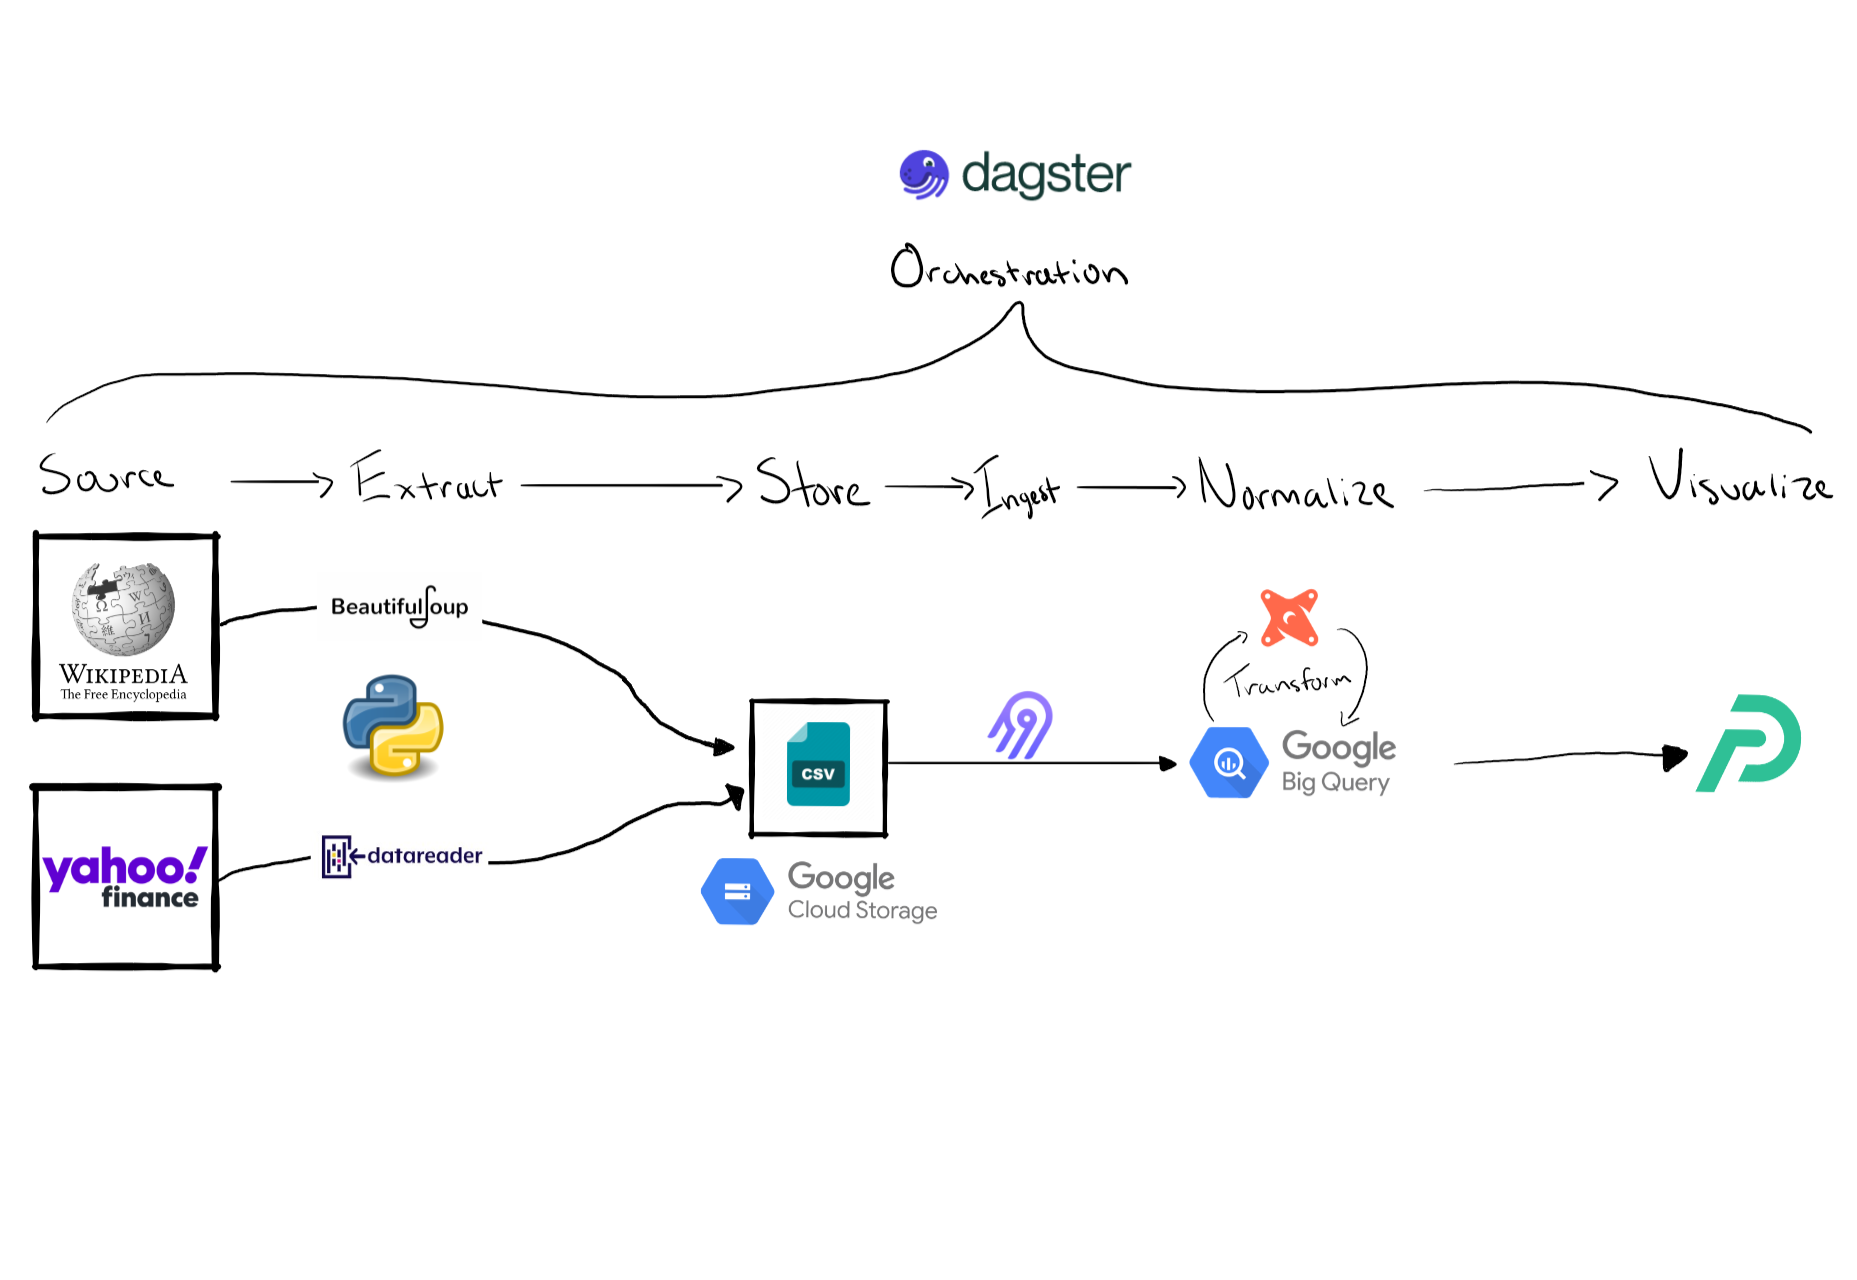 dagster
Orchestration
Source
Extract
Store
Ingest
Normalize
Visualize
WIKIPEDIA
The Free Encyclopedia
BeautifulSoup
yahoo!
finance
datareader
CSV
Google
Cloud Storage
Transform
Google
Big Query